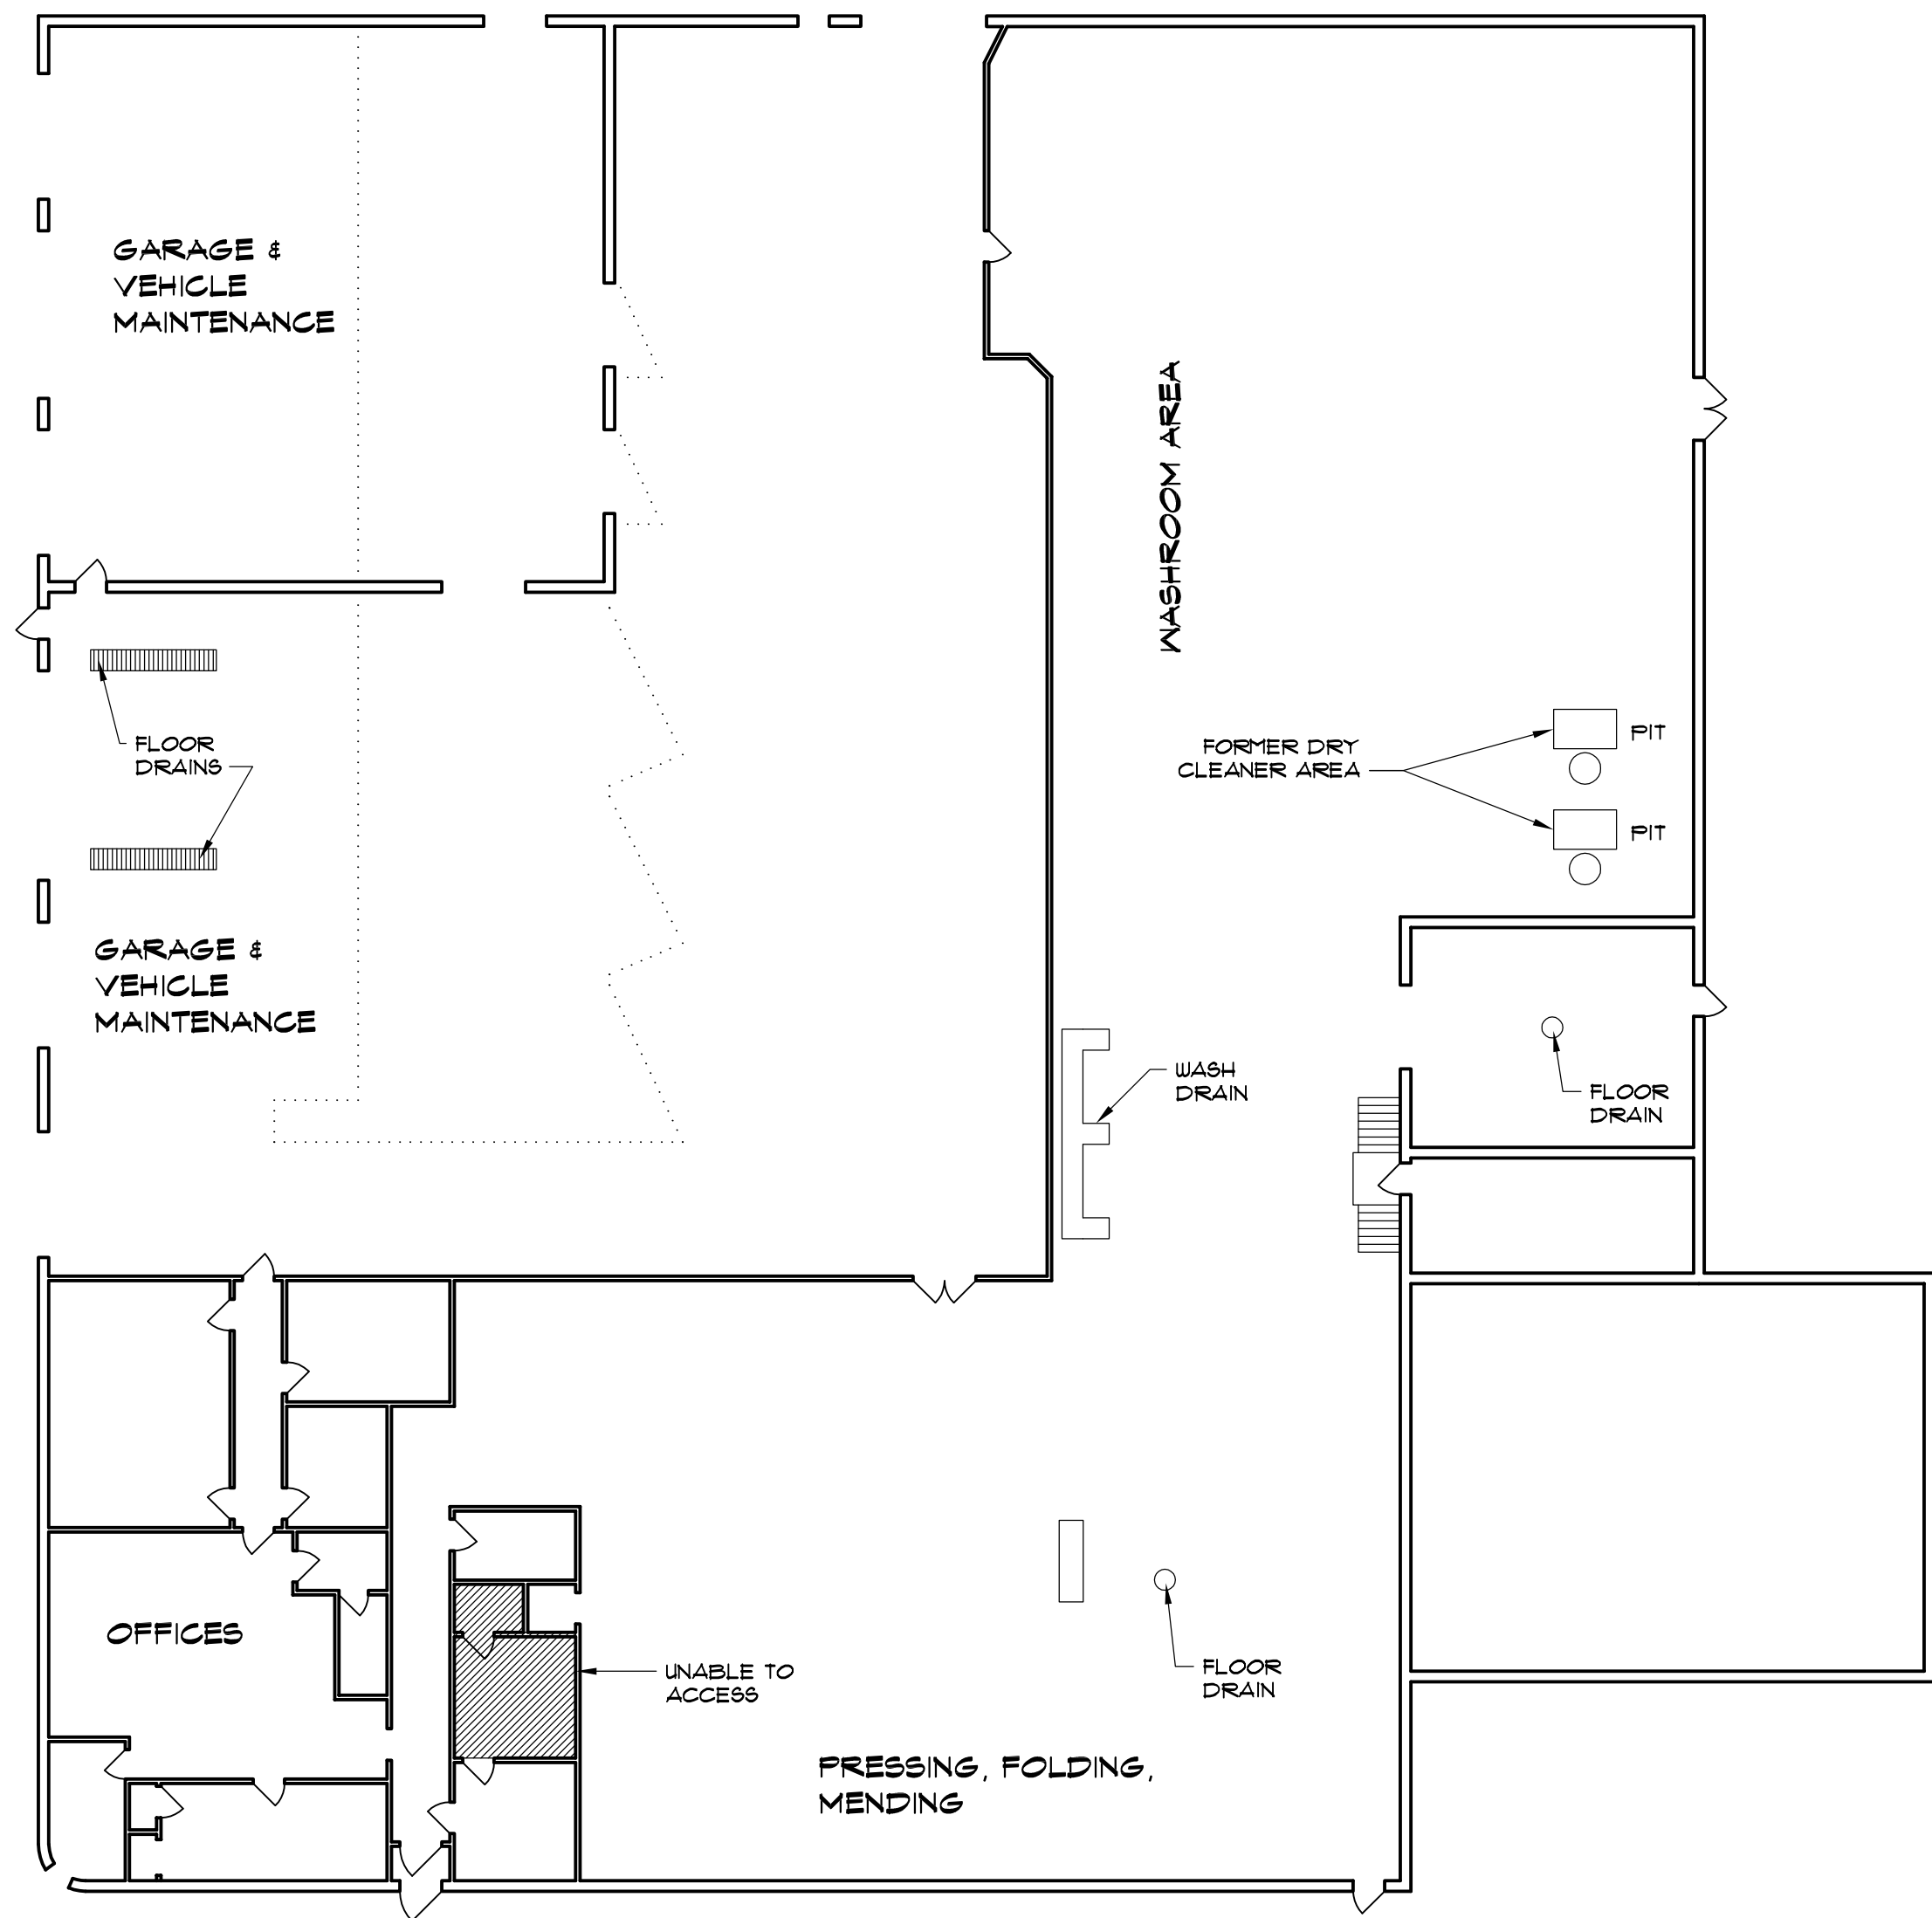 GARAGE &
VEHICLE
MAINTENANCE
WASHROOM AREA
FLOOR
DRAINS
FORMER DRY
CLEANER AREA
PIT
PIT
GARAGE &
VEHICLE
MAINTENANCE
WASH
DRAIN
FLOOR
DRAIN
OFFICES
UNABLE TO
ACCESS
FLOOR
DRAIN
PRESSING, FOLDING,
MENDING